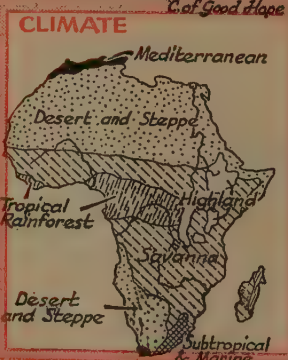 C. of Good Hope
CLIMATE
Mediterranean
Desert and Steppe
Tropical
Rainforest
Highland
Savanna
Desert
and Steppe
Subtropical
& Marine